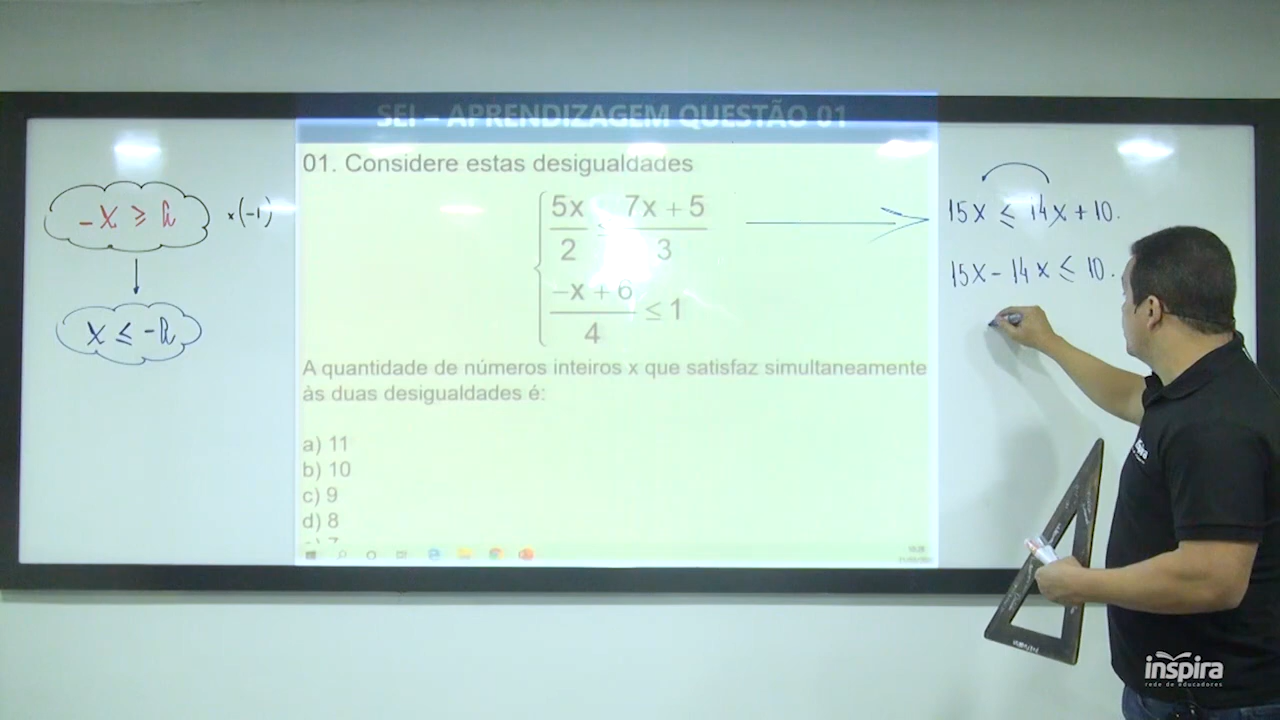 SEI – APRENDIZAGEM QUESTÃO 01
01. Considere estas desigualdades
5x/2 ≤ 7x + 5/3
-x + 6/4 ≤ 1
A quantidade de números inteiros x que satisfaz simultaneamente
às duas desigualdades é:
a) 11
b) 10
c) 9
d) 8
-x ≥ a x(-1)
x ≤ -a
15x ≤ 14x + 10.
15x - 14x ≤ 10.
inspira
rede de educadores